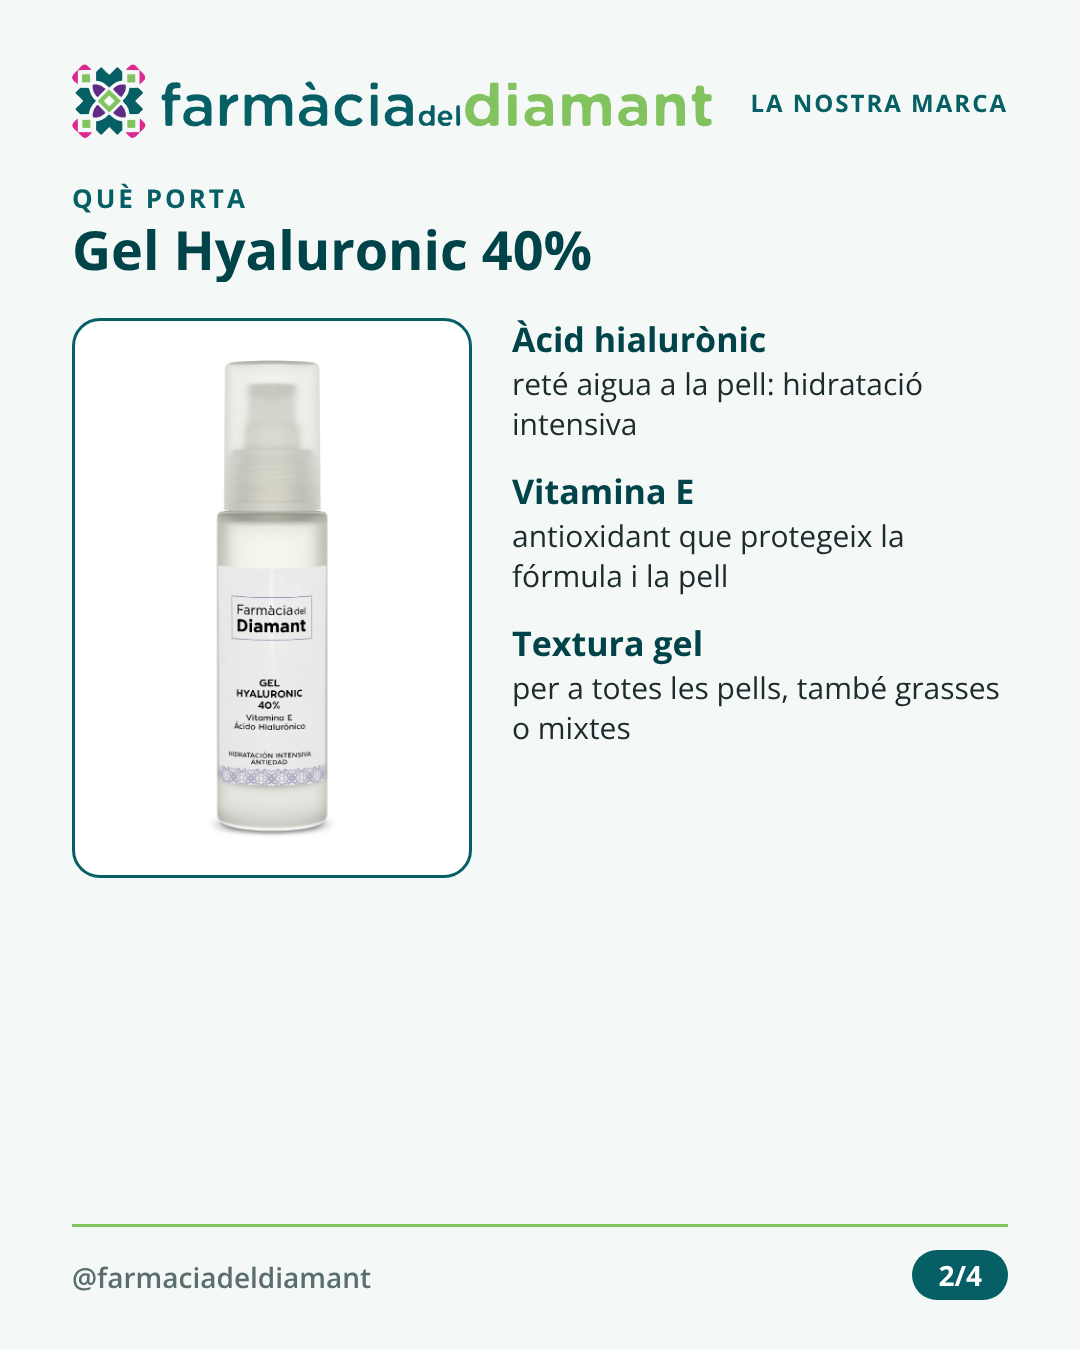 farmàciadeldiamant
LA NOSTRA MARCA
QUÈ PORTA
Gel Hyaluronic 40%
Farmàcia del
Diamant
GEL
HYALURONIC
40%
Vitamina E
Ácido Hialurónico
HIDRATACIÓN INTENSIVA
ANTIEDAD
Àcid hialurònic
reté aigua a la pell: hidratació
intensiva
Vitamina E
antioxidant que protegeix la
fórmula i la pell
Textura gel
per a totes les pells, també grasses
o mixtes
@farmaciadeldiamant
2/4